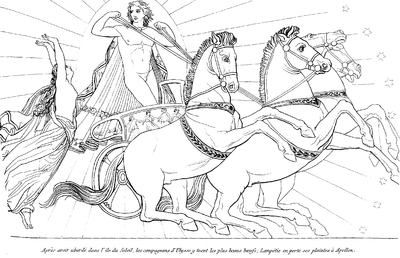 Après avoir abordé dans l'île du Soleil, les compagnons d'Ulysse y tuent les plus beaux bœufs; Lampétie en porte ses plaintes à Apollon.